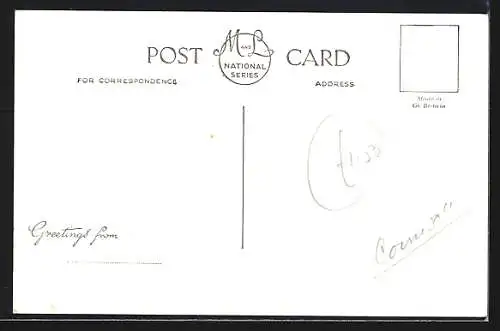 POST M AND L CARD
NATIONAL
SERIES
FOR CORRESPONDENCE
ADDRESS
Made in
Gt. Britain
Greetings from